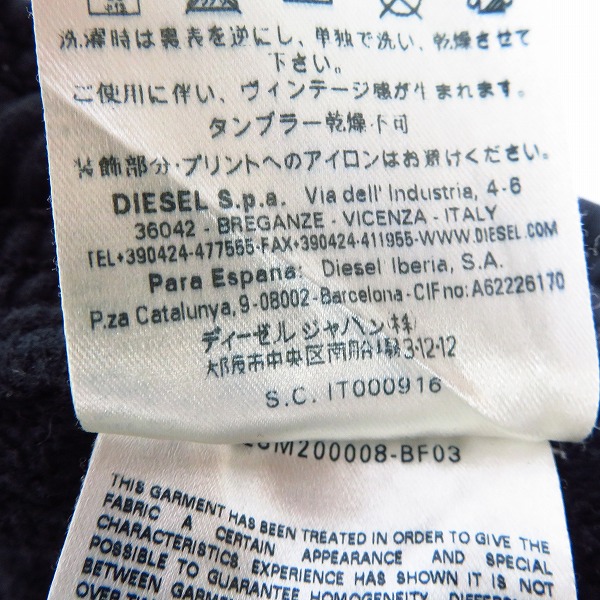 洗濯時は裏表を逆にし、単独で洗い、乾燥させて
下さい。
ご使用に伴い、ヴィンテージ感が生まれます。
タンブラー乾燥不可
装飾部分・プリントへのアイロンはお避けください。
DIESEL S.p.a. Via dell' Industria, 4-6
36042 - BREGANZE - VICENZA - ITALY
TEL+390424-477555-FAX+390424-411955-WWW.DIESEL.COM
Para Espana: Diesel Iberia, S.A.
P.za Catalunya, 9-08002-Barcelona-CIF no: A62226170
ディーゼル ジャパン(株)
大阪市中央区南船場3-12-12
S.C. IT000916
M200008-BF03
THIS GARMENT HAS BEEN TREATED IN ORDER TO GIVE THE
FABRIC A CERTAIN APPEARANCE AND SPECIAL
CHARACTERISTICS. EXPERIENCE HAS SHOWN IT IS NOT
POSSIBLE TO GUARANTEE HOMOGENEITY.
BETWEEN
OVER